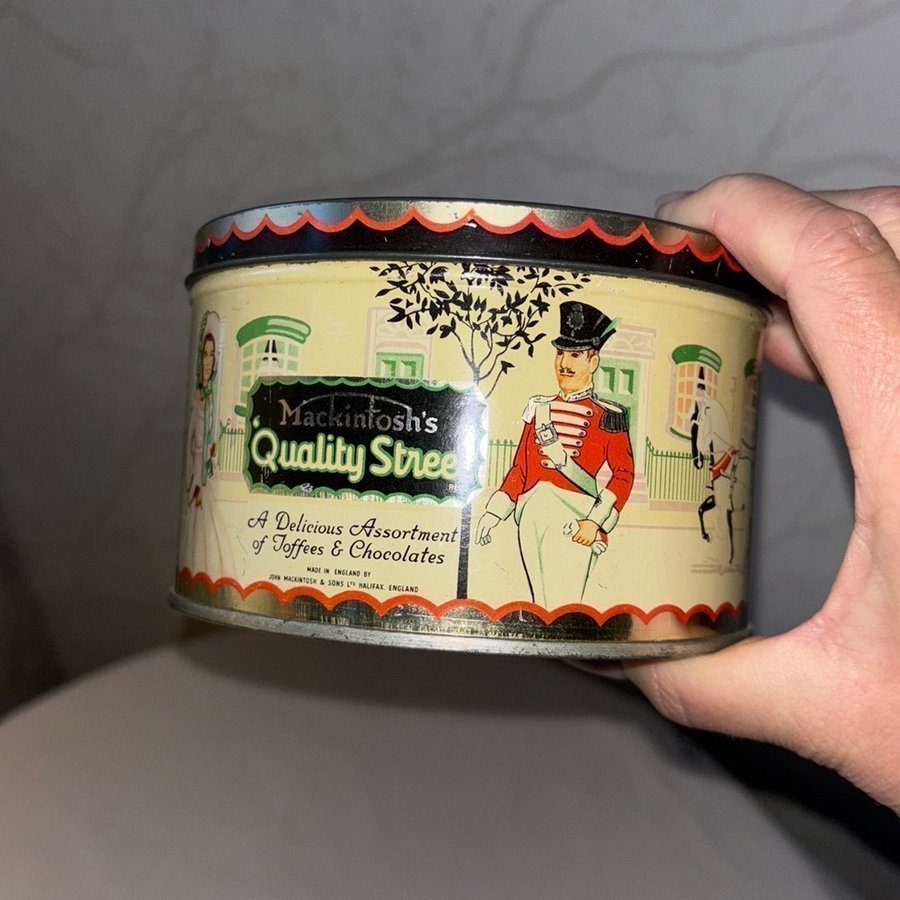 Mackintosh's
'Quality Stree
A Delicious Assortment
of Toffees & Chocolates
MADE IN ENGLAND BY
JOHN MACKINTOSH & SONS LTD HALIFAX, ENGLAND